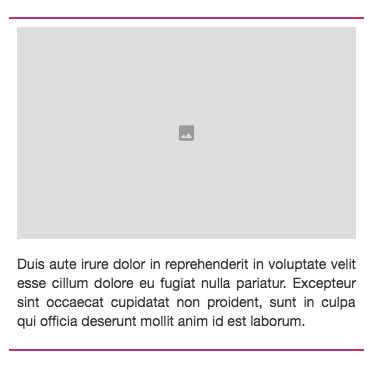 Duis aute irure dolor in reprehenderit in voluptate velit
esse cillum dolore eu fugiat nulla pariatur. Excepteur
sint occaecat cupidatat non proident, sunt in culpa
qui officia deserunt mollit anim id est laborum.